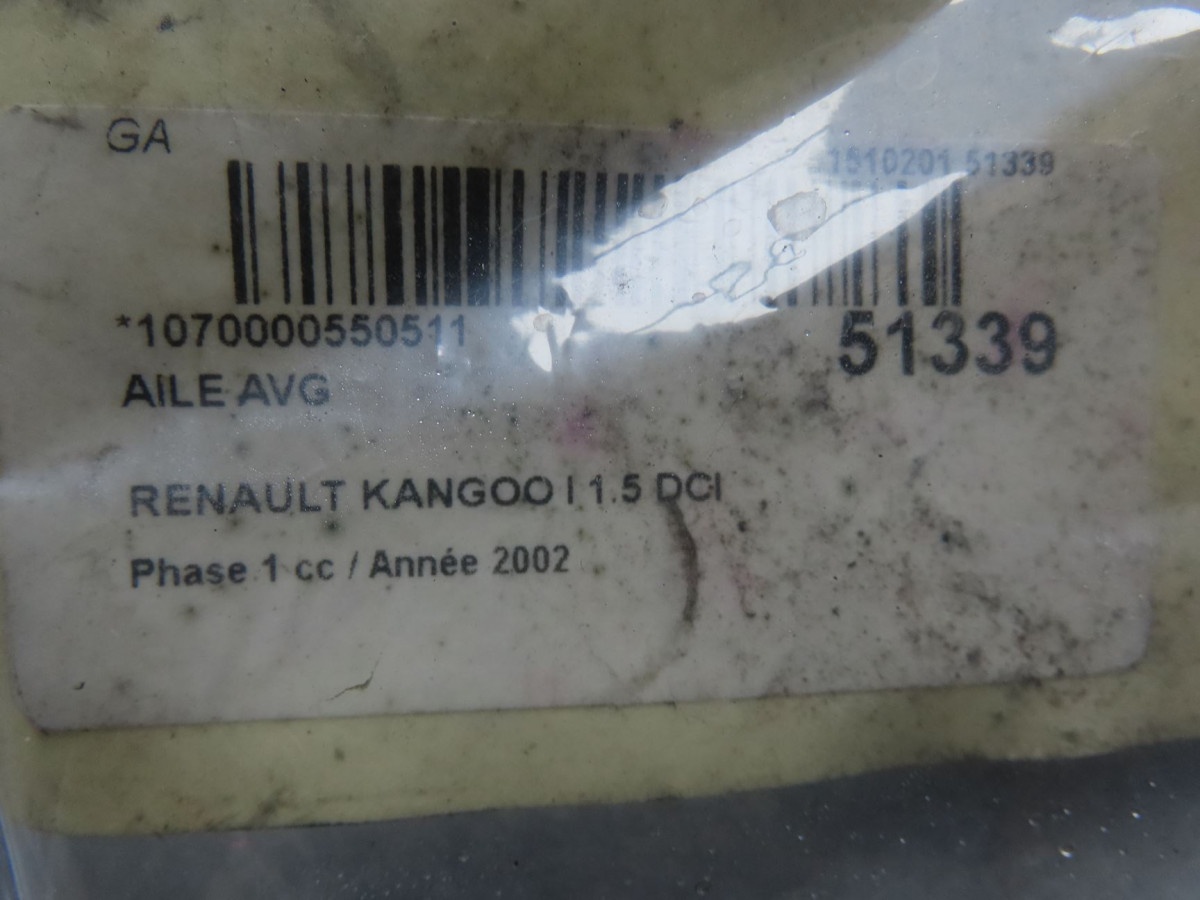 GA
1510201 51339
*1070000550511
51339
AILE AVG
RENAULT KANGOO I 1.5 DCI
Phase 1 cc / Année 2002